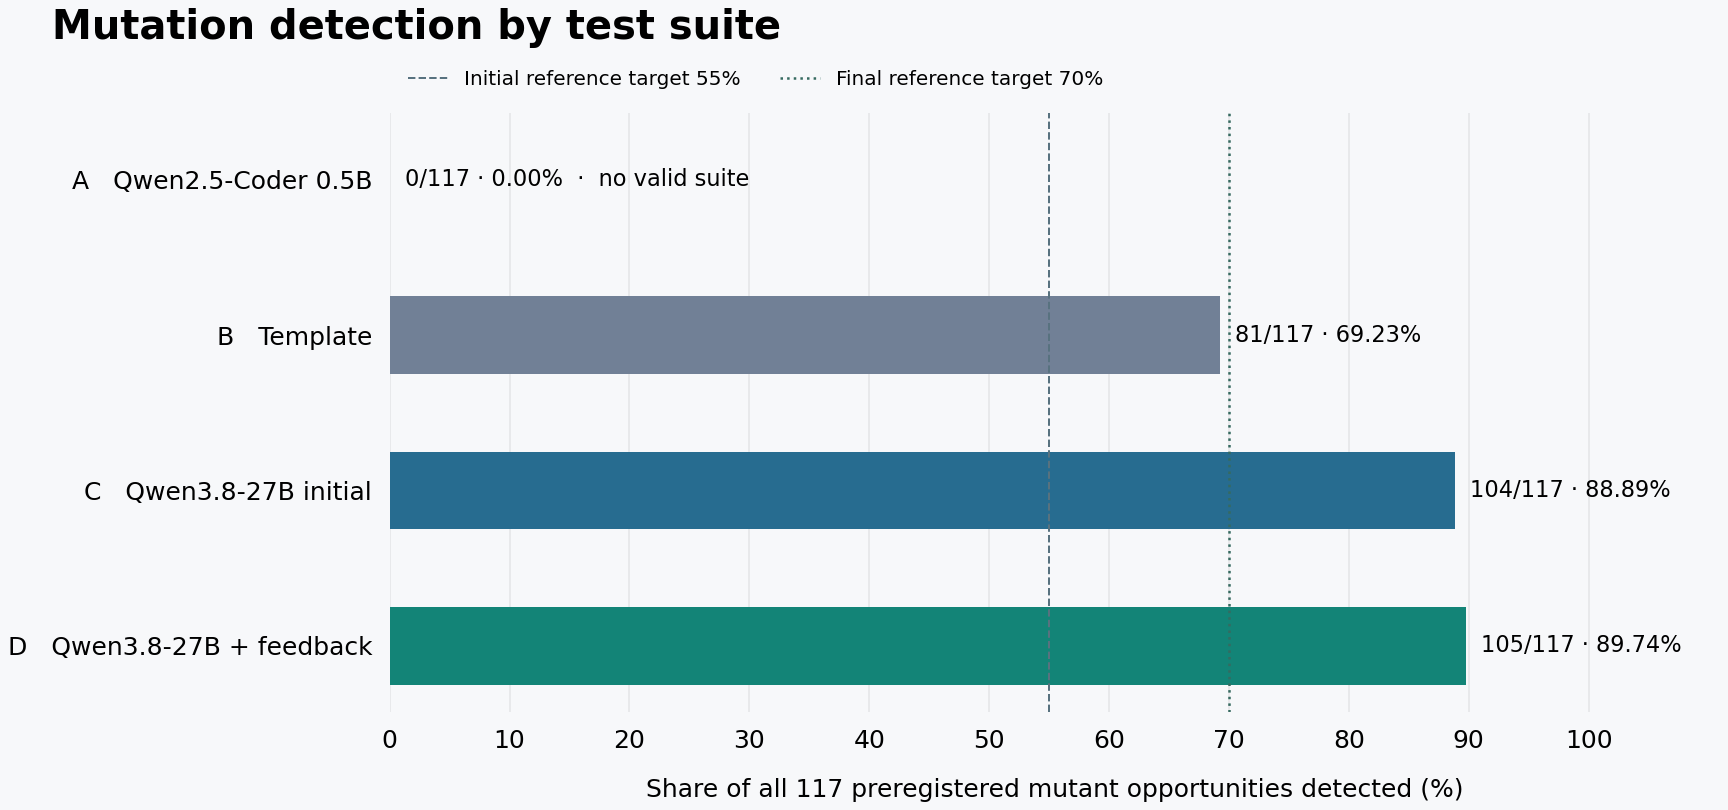 Mutation detection by test suite
Initial reference target 55%
Final reference target 70%
A Qwen2.5-Coder 0.5B
0/117 · 0.00% · no valid suite
B Template
81/117 · 69.23%
C Qwen3.8-27B initial
104/117 · 88.89%
D Qwen3.8-27B + feedback
105/117 · 89.74%
0 10 20 30 40 50 60 70 80 90 100
Share of all 117 preregistered mutant opportunities detected (%)